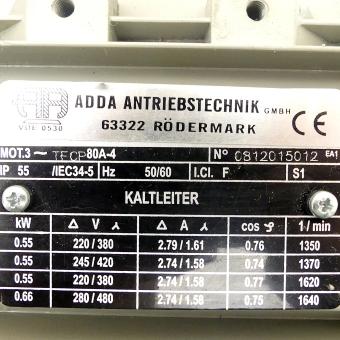 VDE 0530
ADDA ANTRIEBSTECHNIK GMBH
63322 RÖDERMARK
CE
MOT.3 ~ TECP80A-4 N° 0812015012 EA1
IP 55 /IEC34-5 Hz 50/60 I.CI. F S1
KALTLEITER
kW Δ V Y Δ A Y cos φ 1/min
0.55 220/380 2.79/1.61 0.76 1350
0.55 245/420 2.74/1.58 0.74 1370
0.55 220/380 2.74/1.58 0.77 1620
0.66 280/480 2.74/1.58 0.75 1640